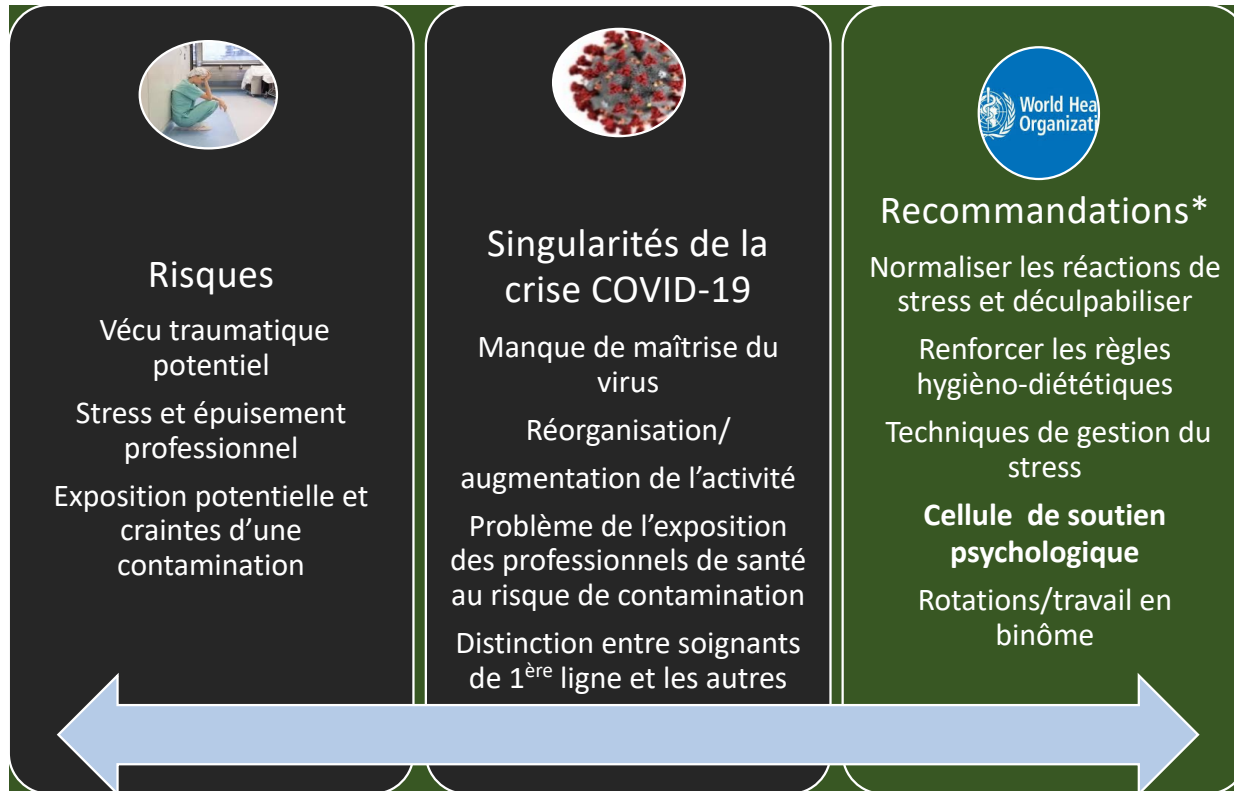 Risques
Vécu traumatique
potentiel
Stress et épuisement
professionnel
Exposition potentielle et
craintes d’une
contamination
Singularités de la
crise COVID-19
Manque de maîtrise du
virus
Réorganisation/
augmentation de l’activité
Problème de l’exposition
des professionnels de santé
au risque de contamination
Distinction entre soignants
de 1ère ligne et les autres
World Hea
Organizati
Recommandations*
Normaliser les réactions de
stress et déculpabiliser
Renforcer les règles
hygièno-diététiques
Techniques de gestion du
stress
Cellule de soutien
psychologique
Rotations/travail en
binôme